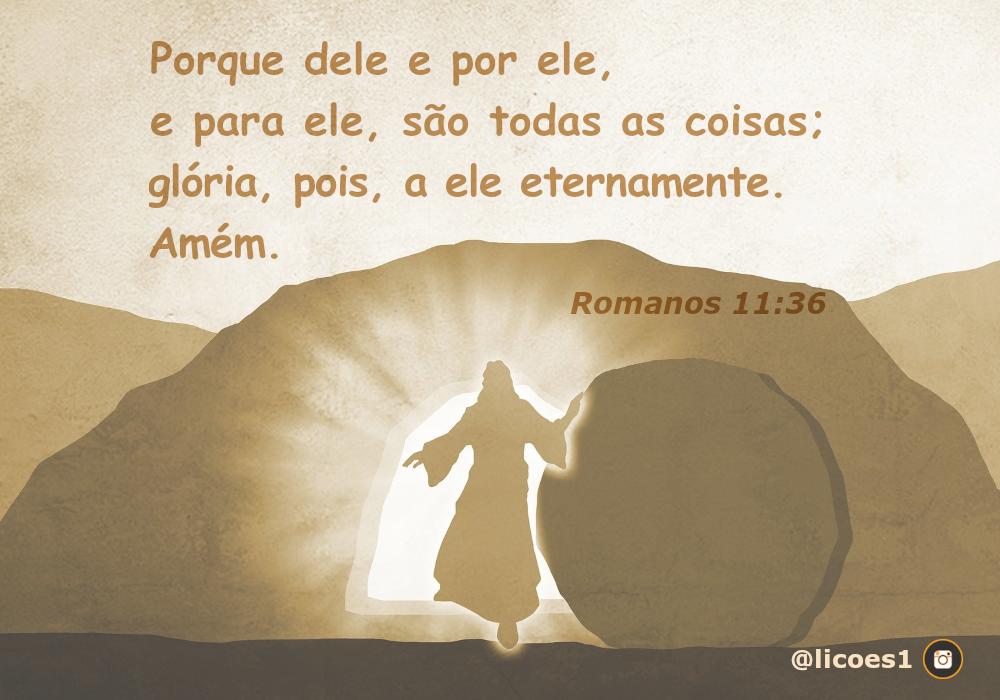 Porque dele e por ele,
e para ele, são todas as coisas;
glória, pois, a ele eternamente.
Amém.
Romanos 11:36
@licoes1